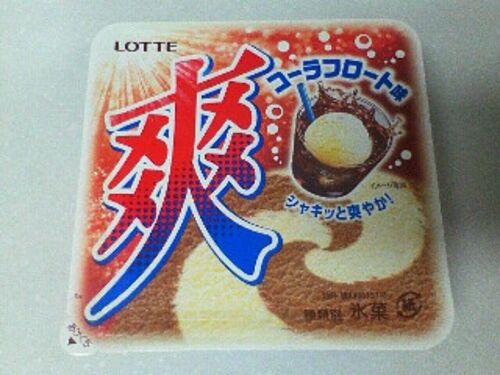 LOTTE
爽
コーラフロート味
イメージ写真
シャキッと爽やか!
種類別 氷菓